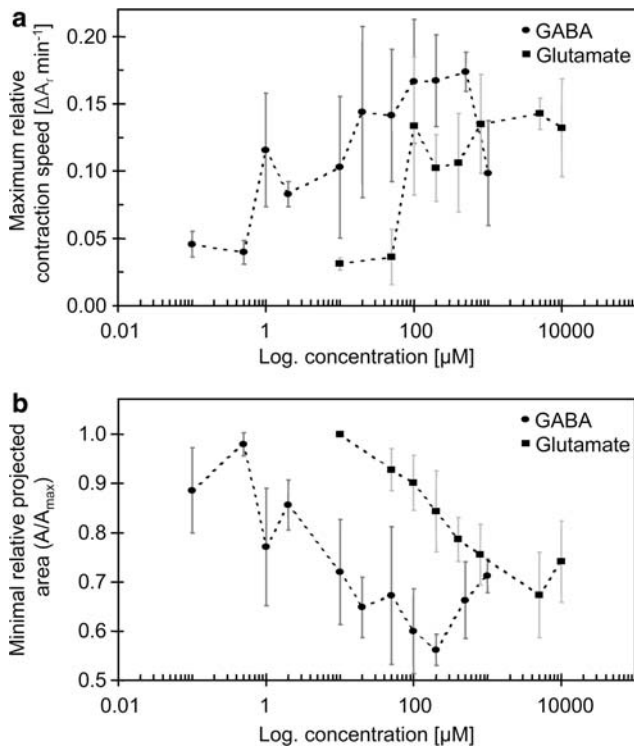 a
GABA
Glutamate
Maximum relative
contraction speed [ΔAᵣ min⁻¹]
0.20
0.15
0.10
0.05
0.00
0.01 1 100 10000
Log. concentration [µM]
b
GABA
Glutamate
Minimal relative projected
area (A/Amax)
1.0
0.9
0.8
0.7
0.6
0.5
0.01 1 100 10000
Log. concentration [µM]